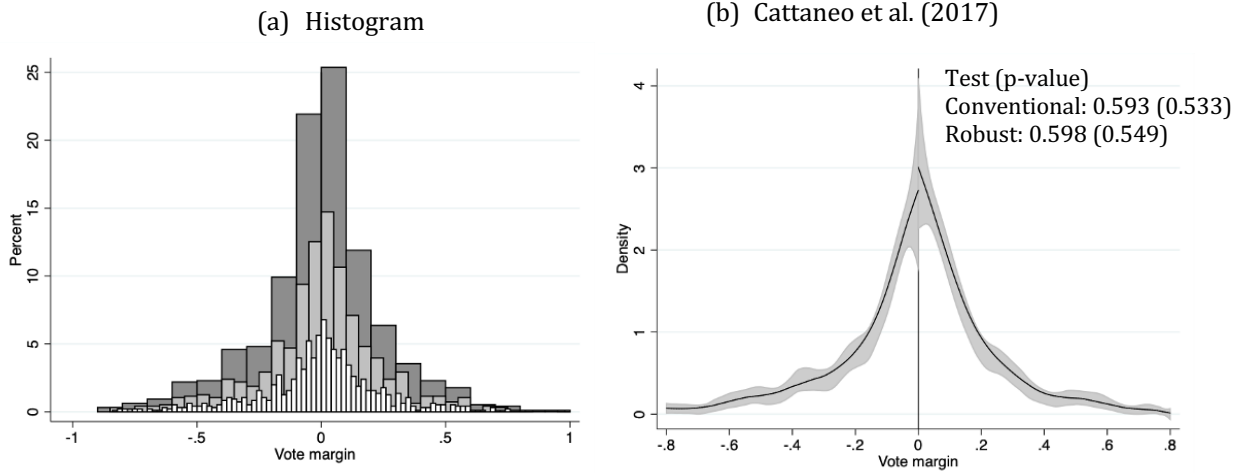 (a) Histogram
25
20
15
10
5
0
Percent
-1
-.5
0
.5
1
Vote margin
(b) Cattaneo et al. (2017)
Test (p-value)
Conventional: 0.593 (0.533)
Robust: 0.598 (0.549)
4
3
2
1
0
Density
-.8
-.6
-.4
-.2
0
.2
.4
.6
.8
Vote margin